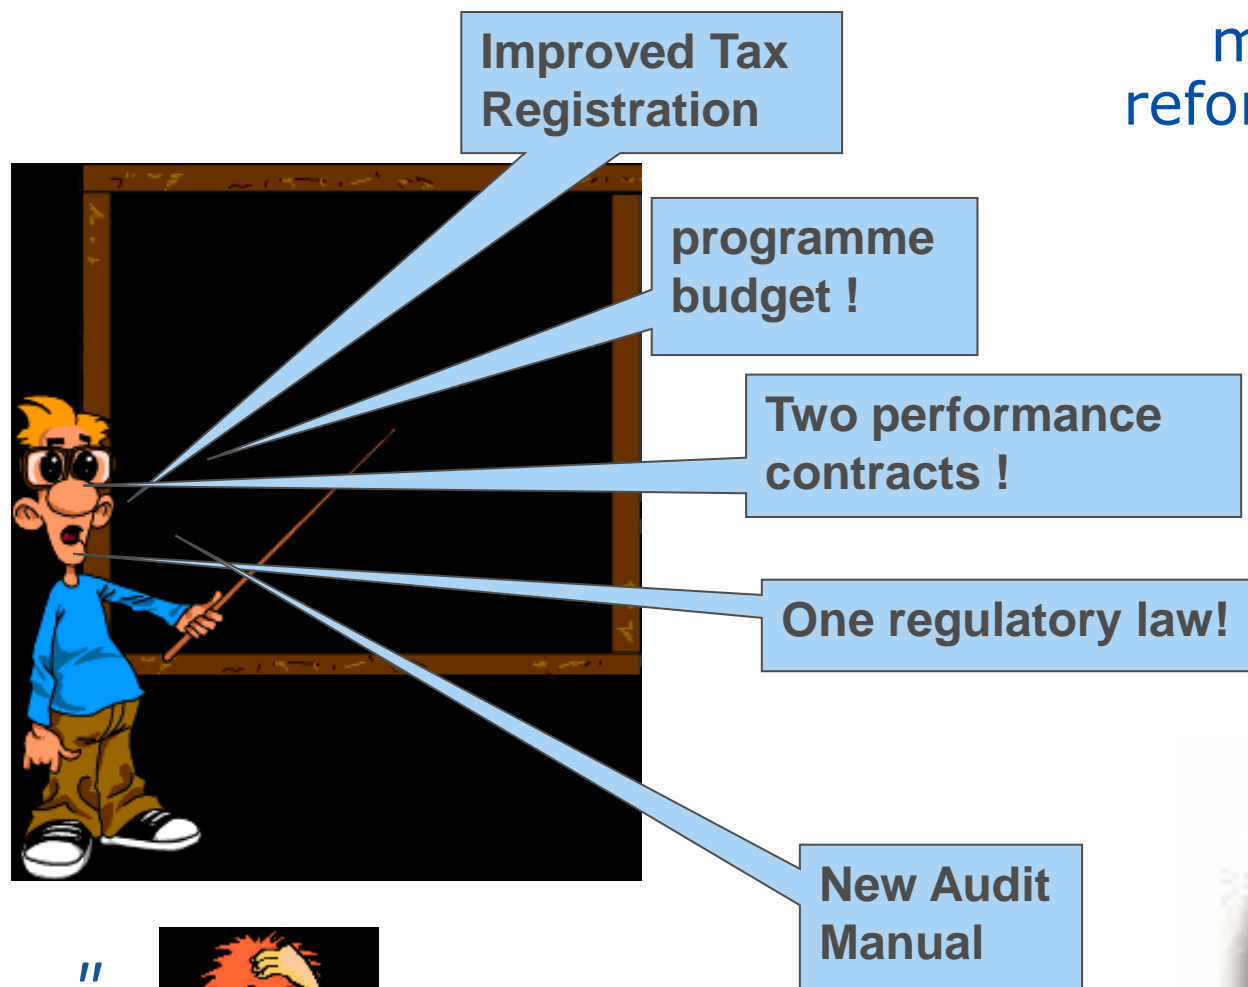 Improved Tax
Registration
programme
budget !
Two performance
contracts !
One regulatory law!
New Audit
Manual
"